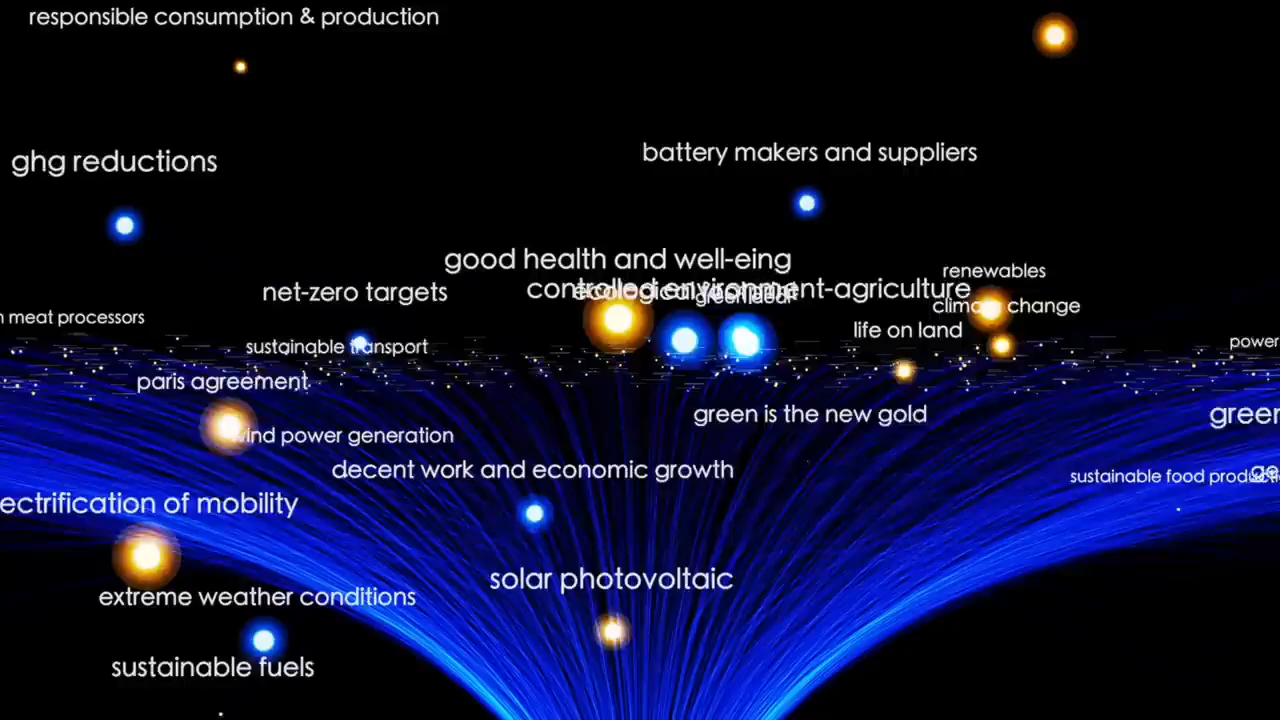 responsible consumption & production
ghg reductions
battery makers and suppliers
good health and well-eing
renewables
net-zero targets
controlled environment-agriculture
climate change
meat processors
life on land
sustainable transport
power
paris agreement
green is the new gold
green
wind power generation
decent work and economic growth
sustainable food producti
ectrification of mobility
solar photovoltaic
extreme weather conditions
sustainable fuels